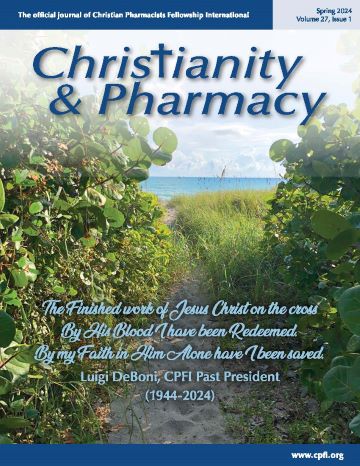 The official journal of Christian Pharmacists Fellowship International
Spring 2024
Volume 27, Issue 1
Christianity
& Pharmacy
The Finished work of Jesus Christ on the cross
By His Blood I have been Redeemed.
By my Faith in Him Alone have I been saved.
Luigi DeBoni, CPFI Past President
(1944-2024)
www.cpfi.org